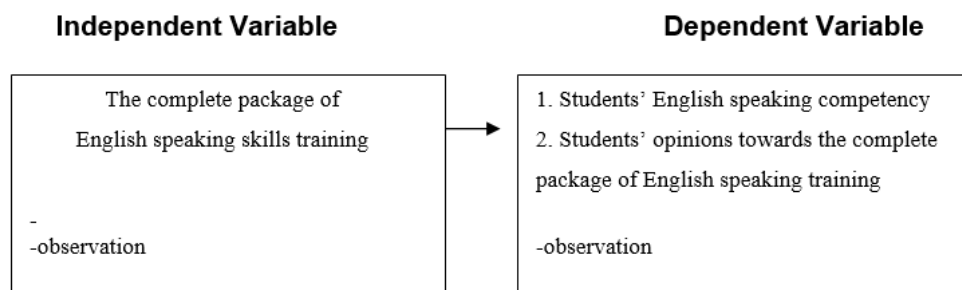 Independent Variable
Dependent Variable
The complete package of
English speaking skills training
-
-observation
1. Students’ English speaking competency
2. Students’ opinions towards the complete
package of English speaking training
-observation